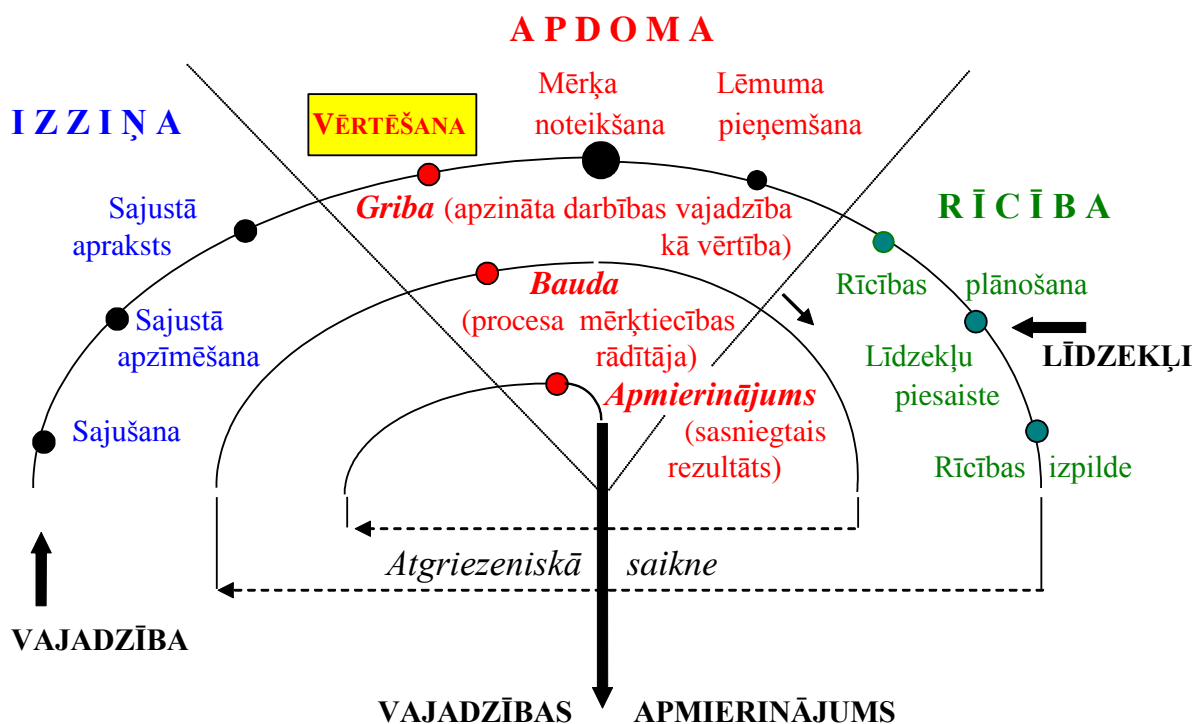 A P D O M A
I Z Z I Ņ A
VĒRTĒŠANA
Mērķa
noteikšana
Lēmuma
pieņemšana
Sajustā
apraksts
Griba (apzināta darbības vajadzība
kā vērtība)
R Ī C Ī B A
Sajustā
apzīmēšana
Bauda
(procesa mērķtiecības
rādītāja)
Rīcības plānošana
LĪDZEKĻI
Līdzekļu
piesaiste
Sajušana
Apmierinājums
(sasniegtais
rezultāts)
Rīcības izpilde
Atgriezeniskā saikne
VAJADZĪBA
VAJADZĪBAS APMIERINĀJUMS